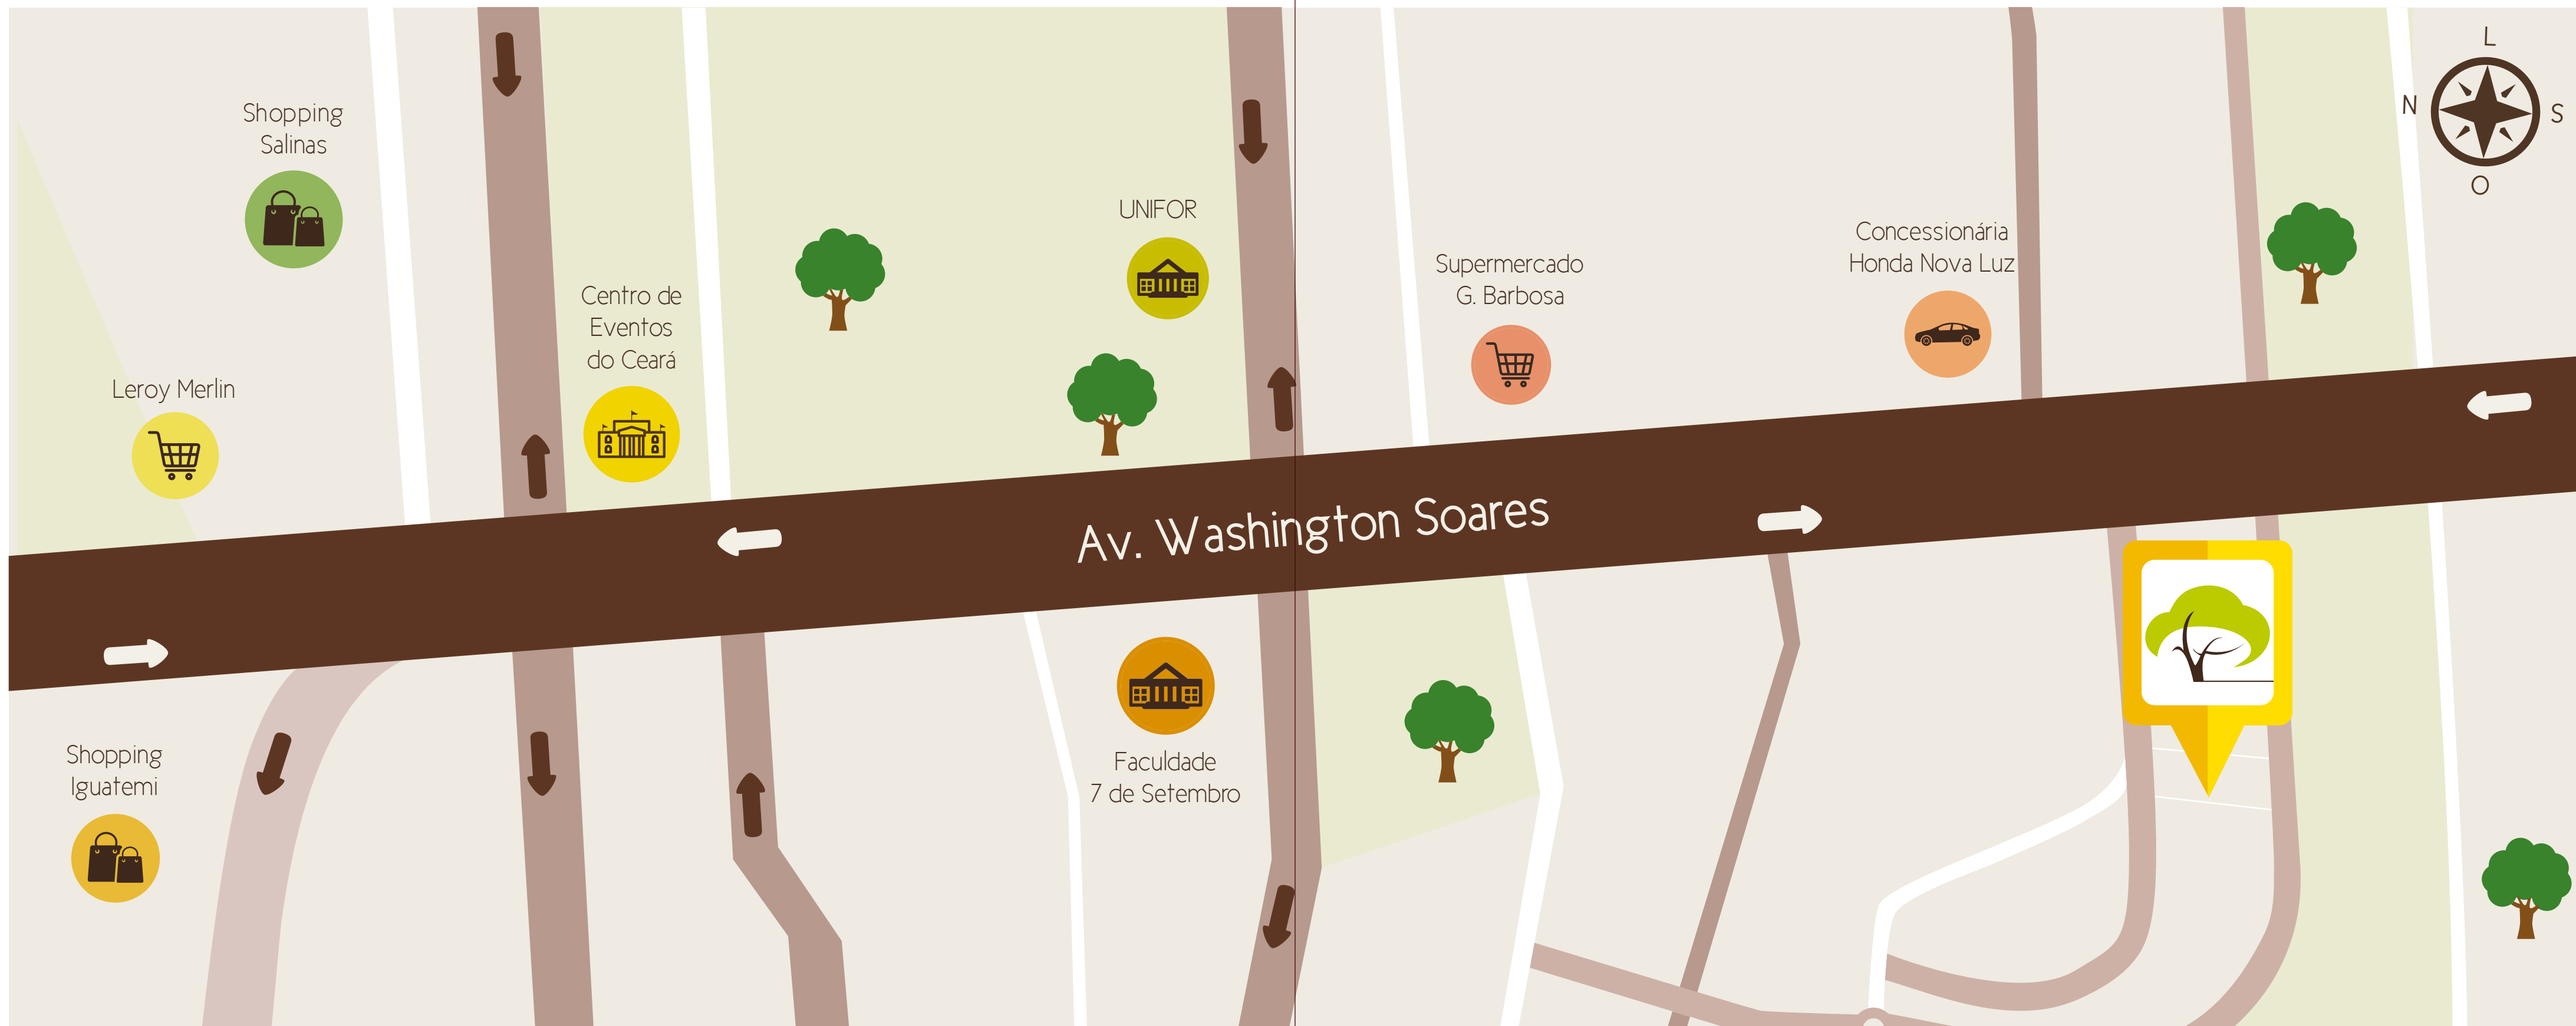 L
N
S
O
Shopping
Salinas
Leroy Merlin
Centro de
Eventos
do Ceará
UNIFOR
Supermercado
G. Barbosa
Concessionária
Honda Nova Luz
Av. Washington Soares
Shopping
Iguatemi
Faculdade
7 de Setembro